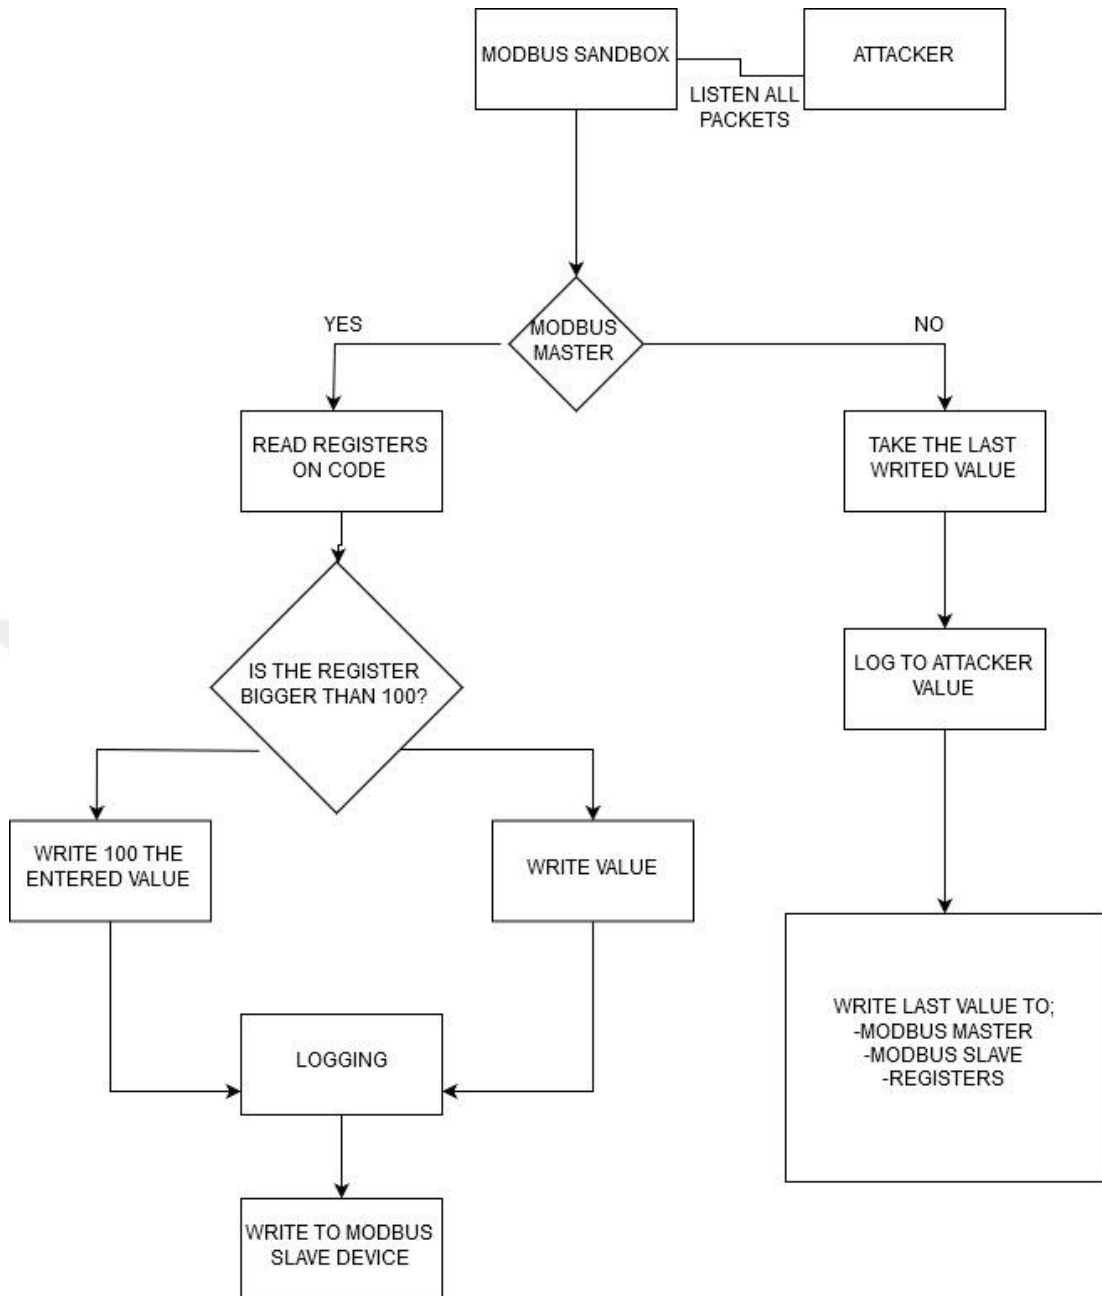 MODBUS SANDBOX
ATTACKER
LISTEN ALL
PACKETS
YES
MODBUS
MASTER
NO
READ REGISTERS
ON CODE
TAKE THE LAST
WRITED VALUE
IS THE REGISTER
BIGGER THAN 100?
LOG TO ATTACKER
VALUE
WRITE 100 THE
ENTERED VALUE
WRITE VALUE
WRITE LAST VALUE TO;
-MODBUS MASTER
-MODBUS SLAVE
-REGISTERS
LOGGING
WRITE TO MODBUS
SLAVE DEVICE